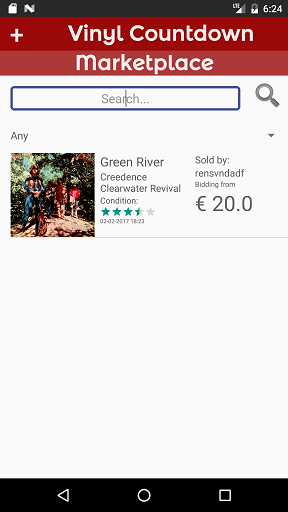 LTE 6:24
+ Vinyl Countdown
Marketplace
Search...
Any
Green River
Creedence
Clearwater Revival
Condition:
02-02-2017 18:23
Sold by:
rensvndadf
Bidding from
€ 20.0